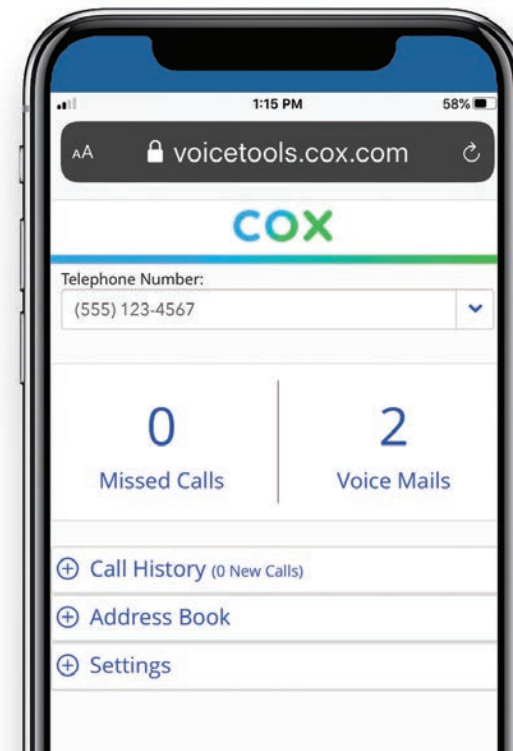 1:15 PM 58%
AA voicetools.cox.com
COX
Telephone Number:
(555) 123-4567
0 2
Missed Calls Voice Mails
Call History (0 New Calls)
Address Book
Settings